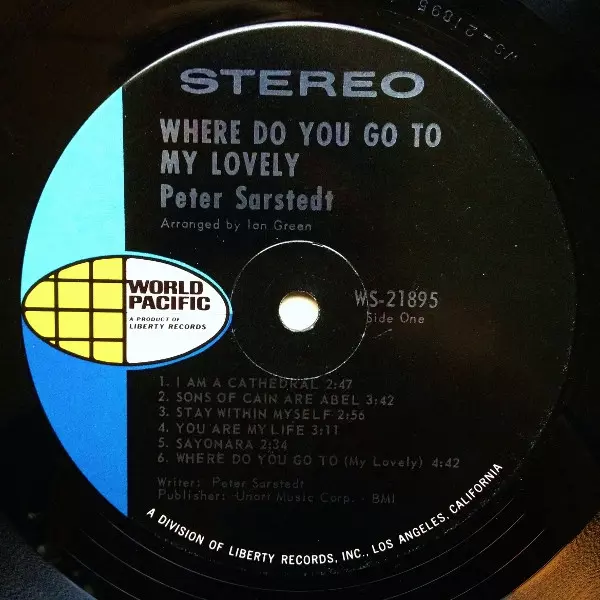 WS-21895
STEREO
WHERE DO YOU GO TO
MY LOVELY
Peter Sarstedt
Arranged by Ian Green
WORLD
PACIFIC
A PRODUCT OF
LIBERTY RECORDS
WS-21895
Side One
1. I AM A CATHEDRAL 2:47
2. SONS OF CAIN ARE ABEL 3:42
3. STAY WITHIN MYSELF 2:56
4. YOU ARE MY LIFE 3:11
5. SAYONARA 2:34
6. WHERE DO YOU GO TO (My Lovely) 4:42
Writer: Peter Sarstedt
Publisher: Unart Music Corp. - BMI
A DIVISION OF LIBERTY RECORDS, INC., LOS ANGELES, CALIFORNIA